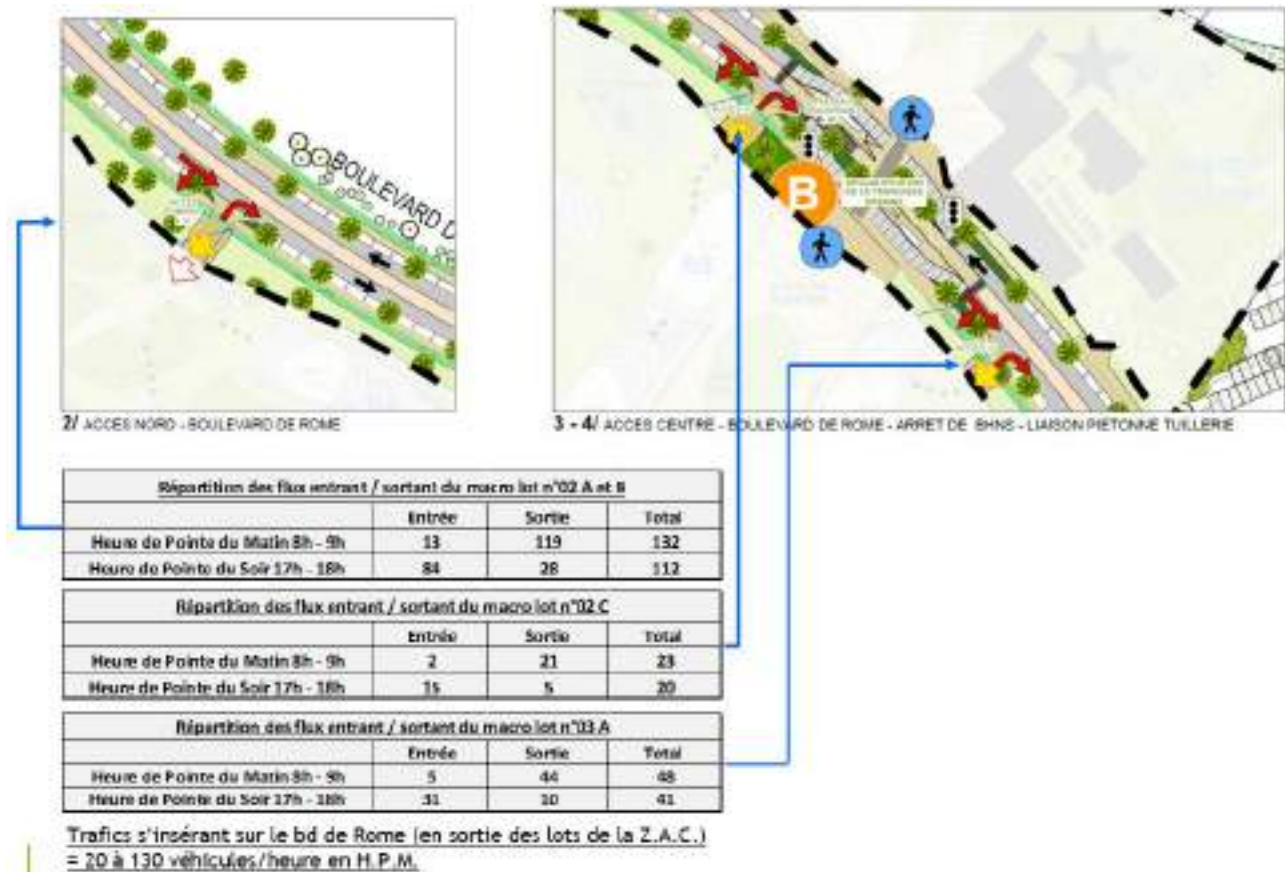 BOULEVARD D
B
2/ ACCES NORD - BOULEVARD DE ROME
3 - 4/ ACCES CENTRE - BOULEVARD DE ROME - ARRET DE BHNS - LIAISON PIETONNE TUILLERIE
Répartition des flux entrant / sortant du macro lot n°02 A et B
Entrée Sortie Total
Heure de Pointe du Matin 8h - 9h 13 119 132
Heure de Pointe du Soir 17h - 18h 84 28 112
Répartition des flux entrant / sortant du macro lot n°02 C
Entrée Sortie Total
Heure de Pointe du Matin 8h - 9h 2 21 23
Heure de Pointe du Soir 17h - 18h 15 5 20
Répartition des flux entrant / sortant du macro lot n°03 A
Entrée Sortie Total
Heure de Pointe du Matin 8h - 9h 5 44 48
Heure de Pointe du Soir 17h - 18h 31 10 41
Trafics s'insérant sur le bd de Rome (en sortie des lots de la Z.A.C.)
= 20 à 130 véhicules/heure en H.P.M.